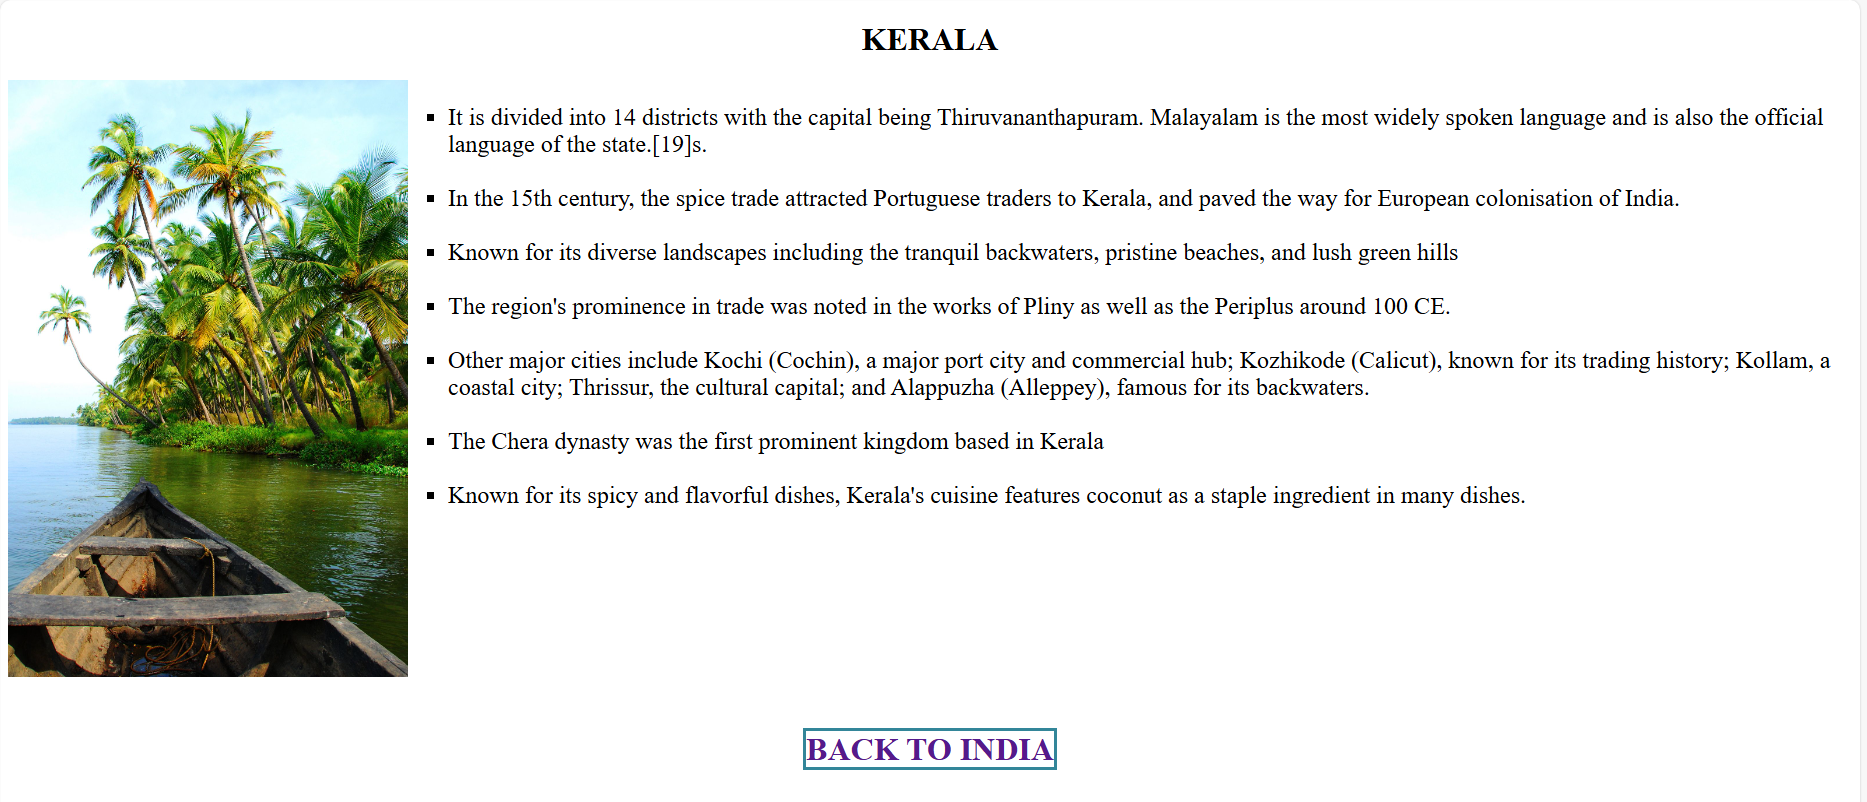 KERALA
It is divided into 14 districts with the capital being Thiruvananthapuram. Malayalam is the most widely spoken language and is also the official
language of the state.[19]s.
In the 15th century, the spice trade attracted Portuguese traders to Kerala, and paved the way for European colonisation of India.
Known for its diverse landscapes including the tranquil backwaters, pristine beaches, and lush green hills
The region's prominence in trade was noted in the works of Pliny as well as the Periplus around 100 CE.
Other major cities include Kochi (Cochin), a major port city and commercial hub; Kozhikode (Calicut), known for its trading history; Kollam, a
coastal city; Thrissur, the cultural capital; and Alappuzha (Alleppey), famous for its backwaters.
The Chera dynasty was the first prominent kingdom based in Kerala
Known for its spicy and flavorful dishes, Kerala's cuisine features coconut as a staple ingredient in many dishes.
BACK TO INDIA